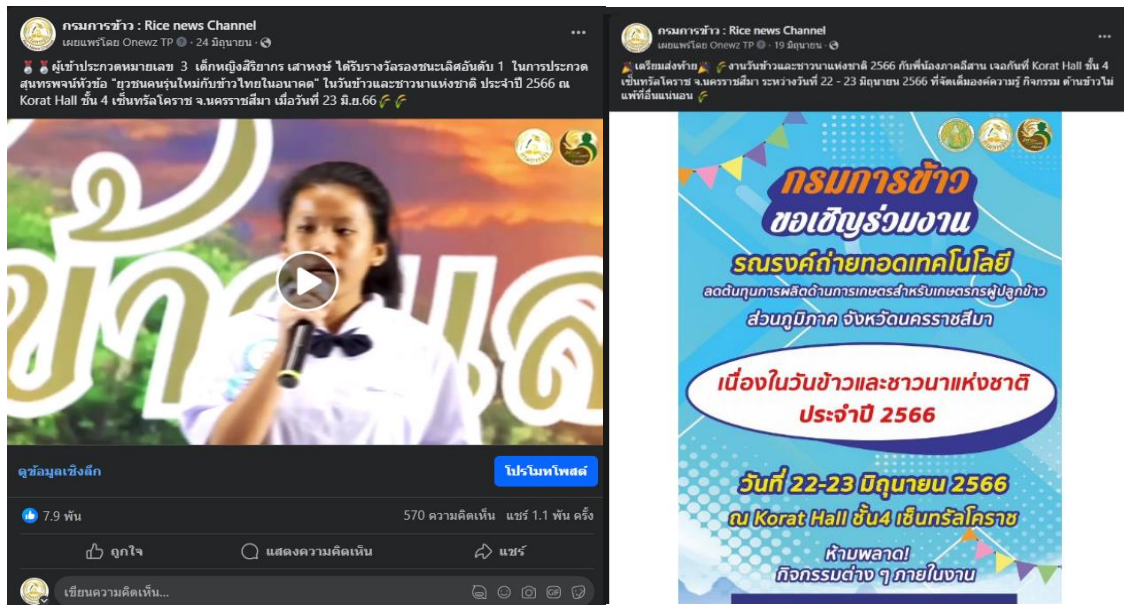 กรมการข้าว : Rice news Channel
เผยแพร่โดย Onewz TP · 24 มิถุนายน ·
ผู้เข้าประกวดหมายเลข 3 เด็กหญิงสิริยากร เสาหงษ์ ได้รับรางวัลรองชนะเลิศอันดับ 1 ในการประกวด
สุนทรพจน์หัวข้อ "ยุวชนคนรุ่นใหม่กับข้าวไทยในอนาคต" ในวันข้าวและชาวนาแห่งชาติ ประจำปี 2566 ณ
Korat Hall ชั้น 4 เซ็นทรัลโคราช จ.นครราชสีมา เมื่อวันที่ 23 มิ.ย.66
ดูข้อมูลเชิงลึก
โปรโมทโพสต์
7.9 พัน
570 ความคิดเห็น แชร์ 1.1 พัน ครั้ง
ถูกใจ
แสดงความคิดเห็น
แชร์
เขียนความคิดเห็น...
GIF
กรมการข้าว : Rice news Channel
เผยแพร่โดย Onewz TP · 19 มิถุนายน ·
เตรียมส่งท้าย งานวันข้าวและชาวนาแห่งชาติ 2566 กับพี่น้องภาคอีสาน เจอกันที่ Korat Hall ชั้น 4
เซ็นทรัลโคราช จ.นครราชสีมา ระหว่างวันที่ 22 - 23 มิถุนายน 2566 ที่จัดเต็มองค์ความรู้ กิจกรรม ด้านข้าวไม่
แพ้ที่อื่นแน่นอน
กรมการข้าว
ขอเชิญร่วมงาน
รณรงค์ถ่ายทอดเทคโนโลยี
ลดต้นทุนการผลิตด้านการเกษตรสำหรับเกษตรกรผู้ปลูกข้าว
ส่วนภูมิภาค จังหวัดนครราชสีมา
เนื่องในวันข้าวและชาวนาแห่งชาติ
ประจำปี 2566
วันที่ 22-23 มิถุนายน 2566
ณ Korat Hall ชั้น4 เซ็นทรัลโคราช
ห้ามพลาด!
กิจกรรมต่าง ๆ ภายในงาน